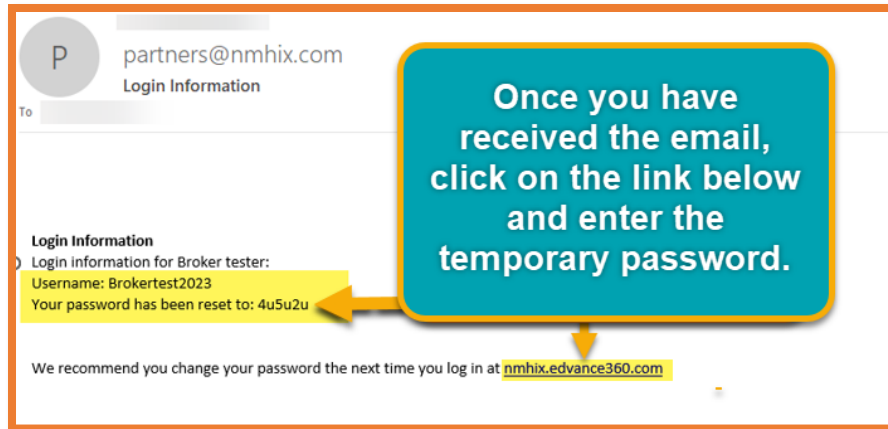 P
partners@nmhix.com
Login Information
To
Once you have
received the email,
click on the link below
and enter the
temporary password.
Login Information
Login information for Broker tester:
Username: Brokertest2023
Your password has been reset to: 4u5u2u
We recommend you change your password the next time you log in at nmhix.edvance360.com